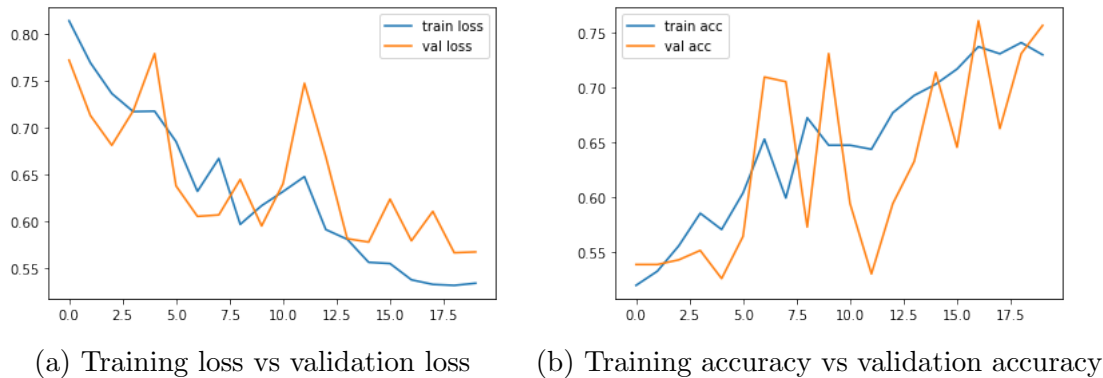 train loss
val loss
0.80
0.75
0.70
0.65
0.60
0.55
0.0 2.5 5.0 7.5 10.0 12.5 15.0 17.5
(a) Training loss vs validation loss
train acc
val acc
0.75
0.70
0.65
0.60
0.55
0.0 2.5 5.0 7.5 10.0 12.5 15.0 17.5
(b) Training accuracy vs validation accuracy